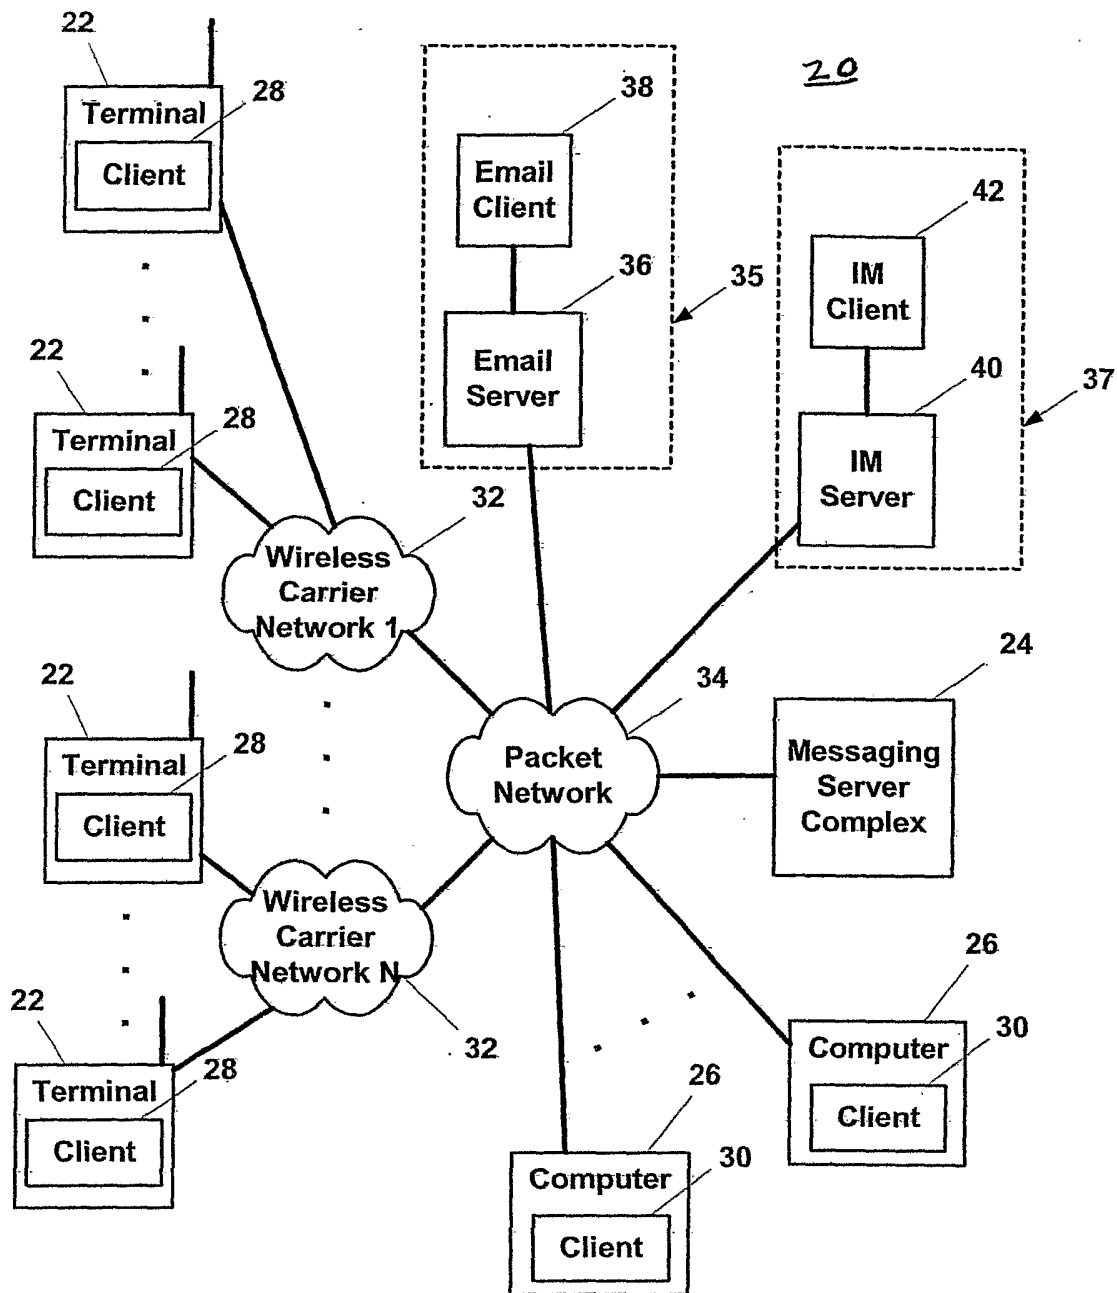 22
Terminal
28
Client
38
Email
Client
36
Email
Server
35
20
42
IM
Client
40
IM
Server
37
22
Terminal
28
Client
32
Wireless
Carrier
Network 1
34
Packet
Network
24
Messaging
Server
Complex
22
Terminal
28
Client
Wireless
Carrier
Network N
32
22
Terminal
28
Client
26
Computer
30
Client
26
Computer
30
Client